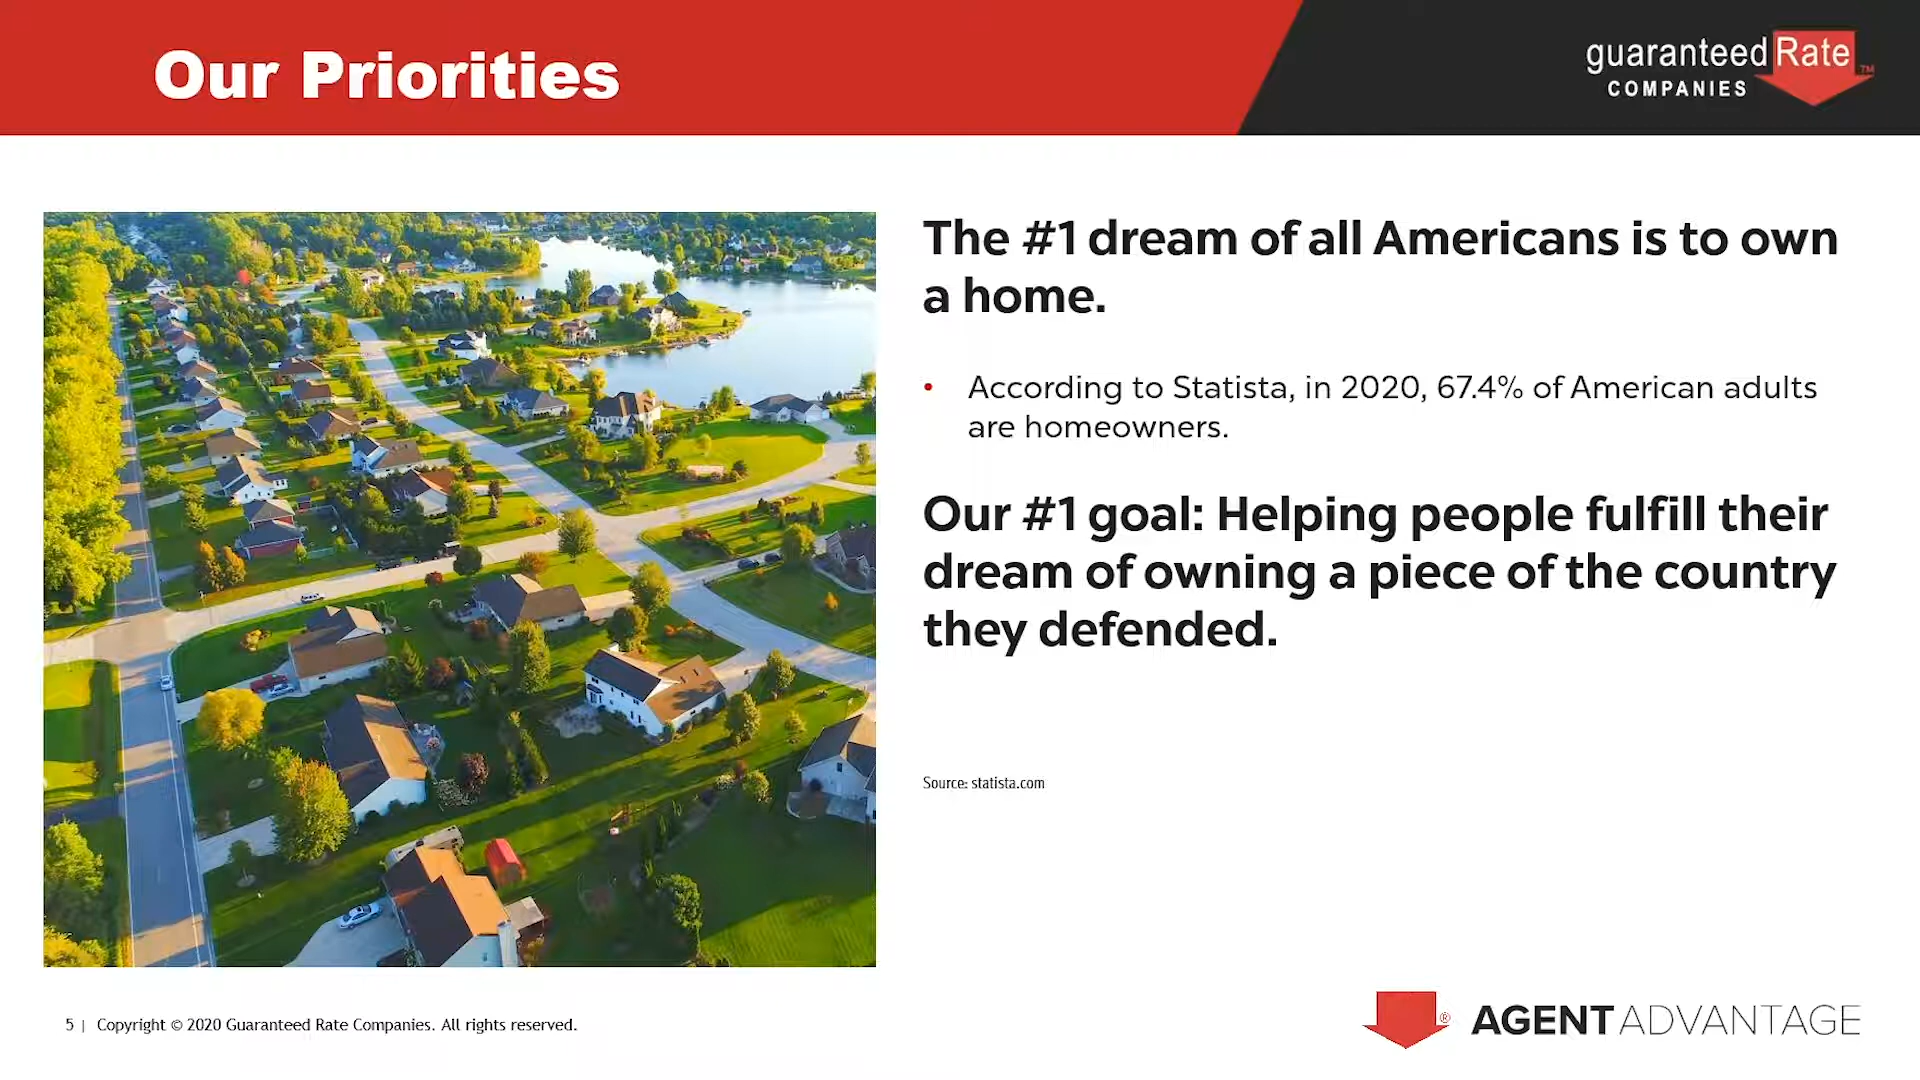 Our Priorities
guaranteed Rate ™
COMPANIES
The #1 dream of all Americans is to own
a home.
• According to Statista, in 2020, 67.4% of American adults
are homeowners.
Our #1 goal: Helping people fulfill their
dream of owning a piece of the country
they defended.
Source: statista.com
5 | Copyright © 2020 Guaranteed Rate Companies. All rights reserved.
® AGENTADVANTAGE